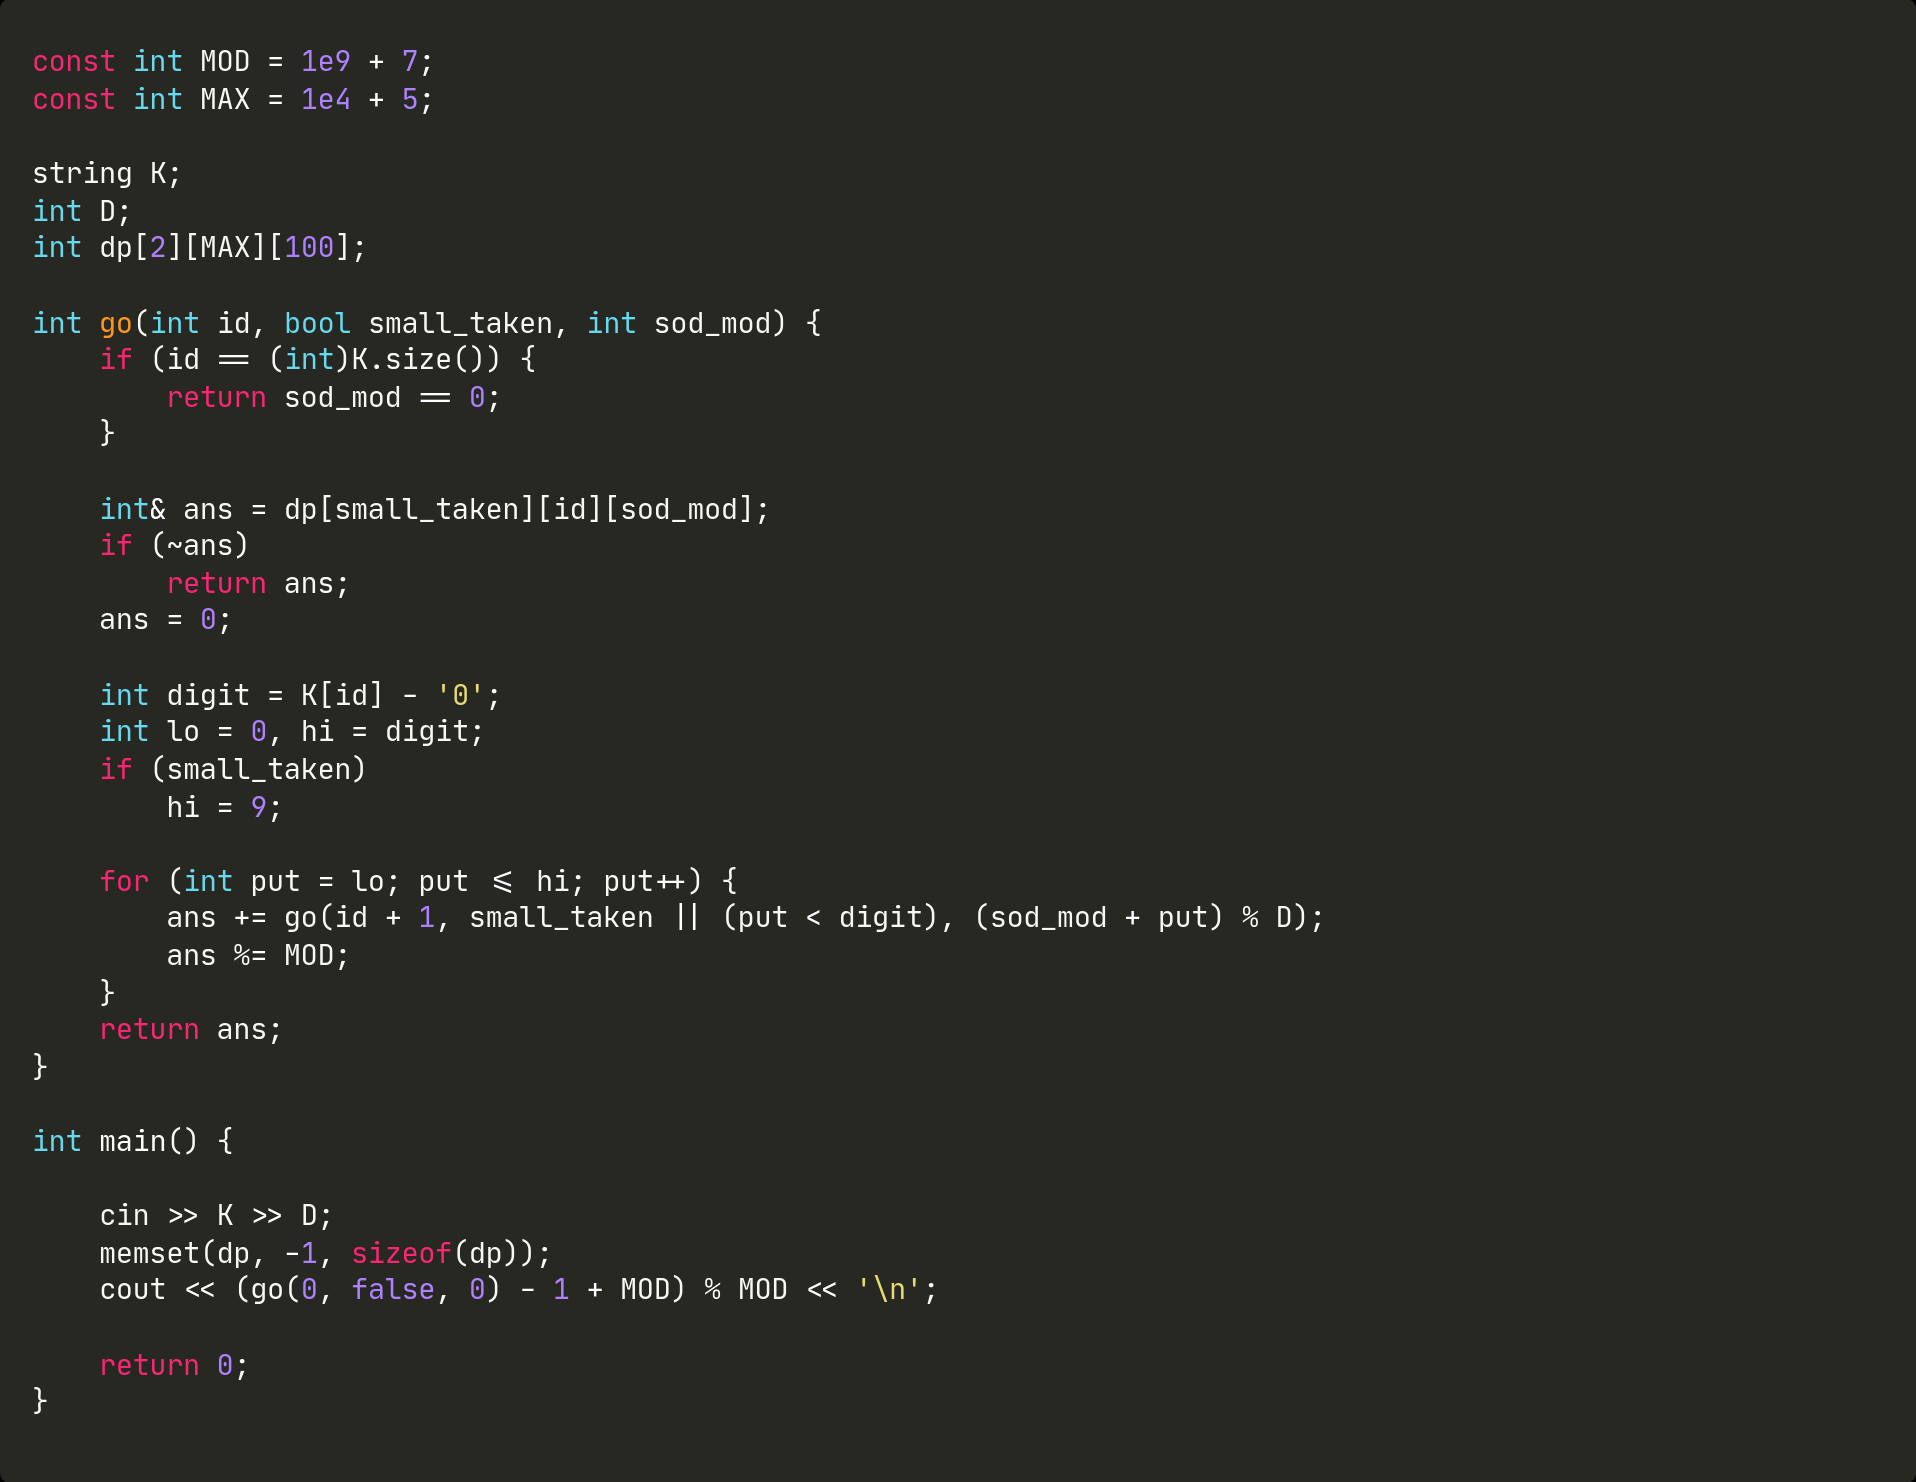 const int MOD = 1e9 + 7;
const int MAX = 1e4 + 5;

string K;
int D;
int dp[2][MAX][100];

int go(int id, bool small_taken, int sod_mod) {
    if (id == (int)K.size()) {
        return sod_mod == 0;
    }

    int& ans = dp[small_taken][id][sod_mod];
    if (~ans)
        return ans;
    ans = 0;

    int digit = K[id] - '0';
    int lo = 0, hi = digit;
    if (small_taken)
        hi = 9;

    for (int put = lo; put <= hi; put++) {
        ans += go(id + 1, small_taken || (put < digit), (sod_mod + put) % D);
        ans %= MOD;
    }
    return ans;
}

int main() {

    cin >> K >> D;
    memset(dp, -1, sizeof(dp));
    cout << (go(0, false, 0) - 1 + MOD) % MOD << '\n';

    return 0;
}